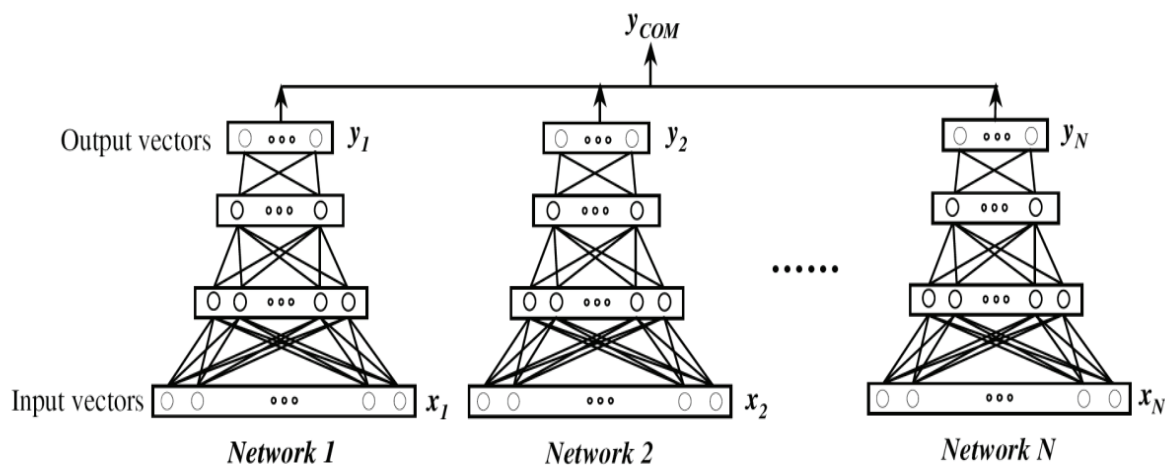 y_COM
Output vectors y_1 y_2 y_N
......
Input vectors x_1 x_2 x_N
Network 1 Network 2 Network N